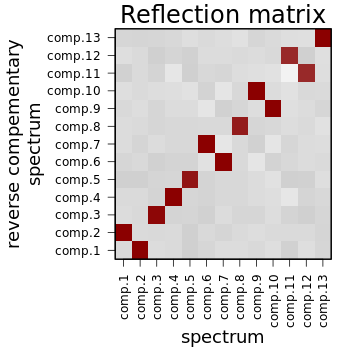 Reflection matrix
reverse compementary
spectrum
comp.13
comp.12
comp.11
comp.10
comp.9
comp.8
comp.7
comp.6
comp.5
comp.4
comp.3
comp.2
comp.1
comp.1
comp.2
comp.3
comp.4
comp.5
comp.6
comp.7
comp.8
comp.9
comp.10
comp.11
comp.12
comp.13
spectrum